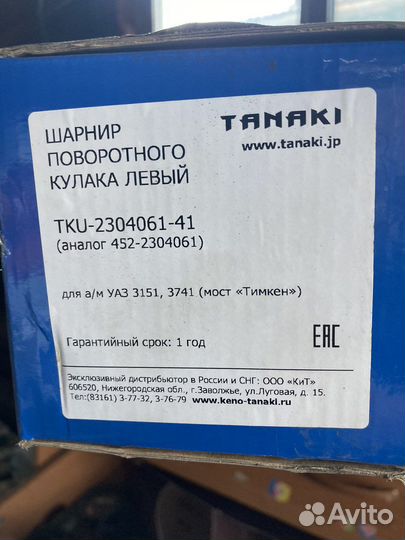 TANAKI
www.tanaki.jp
ШАРНИР
ПОВОРОТНОГО
КУЛАКА ЛЕВЫЙ
TKU-2304061-41
(аналог 452-2304061)
для а/м УАЗ 3151, 3741 (мост «Тимкен»)
Гарантийный срок: 1 год
EAC
Эксклюзивный дистрибьютор в России и СНГ: ООО «КиТ»
606520, Нижегородская обл., г.Заволжье, ул.Луговая, д. 15.
Тел:(83161) 3-77-32, 3-76-79 www.keno-tanaki.ru
Avito